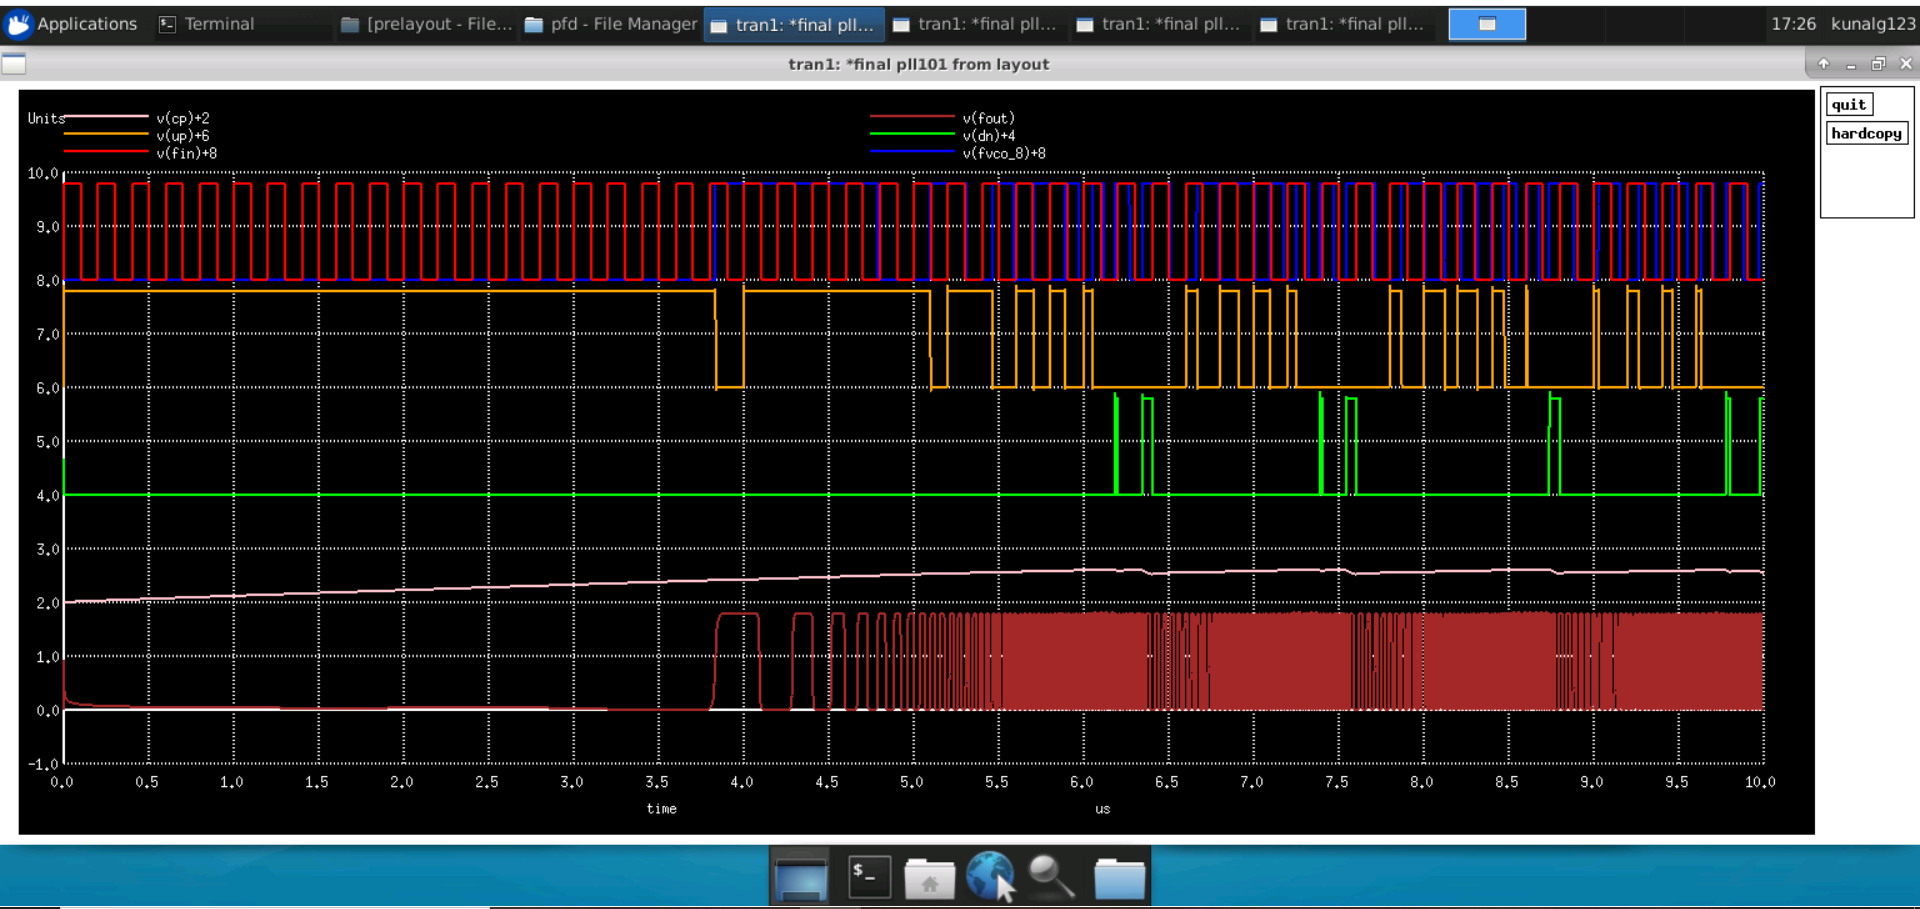 Applications Terminal [prelayout - File... pfd - File Manager tran1: *final pll... tran1: *final pll... tran1: *final pll... tran1: *final pll... 17:26 kunalg123
tran1: *final pll101 from layout
quit
hardcopy
Units v(cp)+2 v(fout)
v(up)+6 v(dn)+4
v(fin)+8 v(fvco_8)+8
10.0
9.0
8.0
7.0
6.0
5.0
4.0
3.0
2.0
1.0
0.0
-1.0
0.0 0.5 1.0 1.5 2.0 2.5 3.0 3.5 4.0 4.5 5.0 5.5 6.0 6.5 7.0 7.5 8.0 8.5 9.0 9.5 10.0
time us
$_